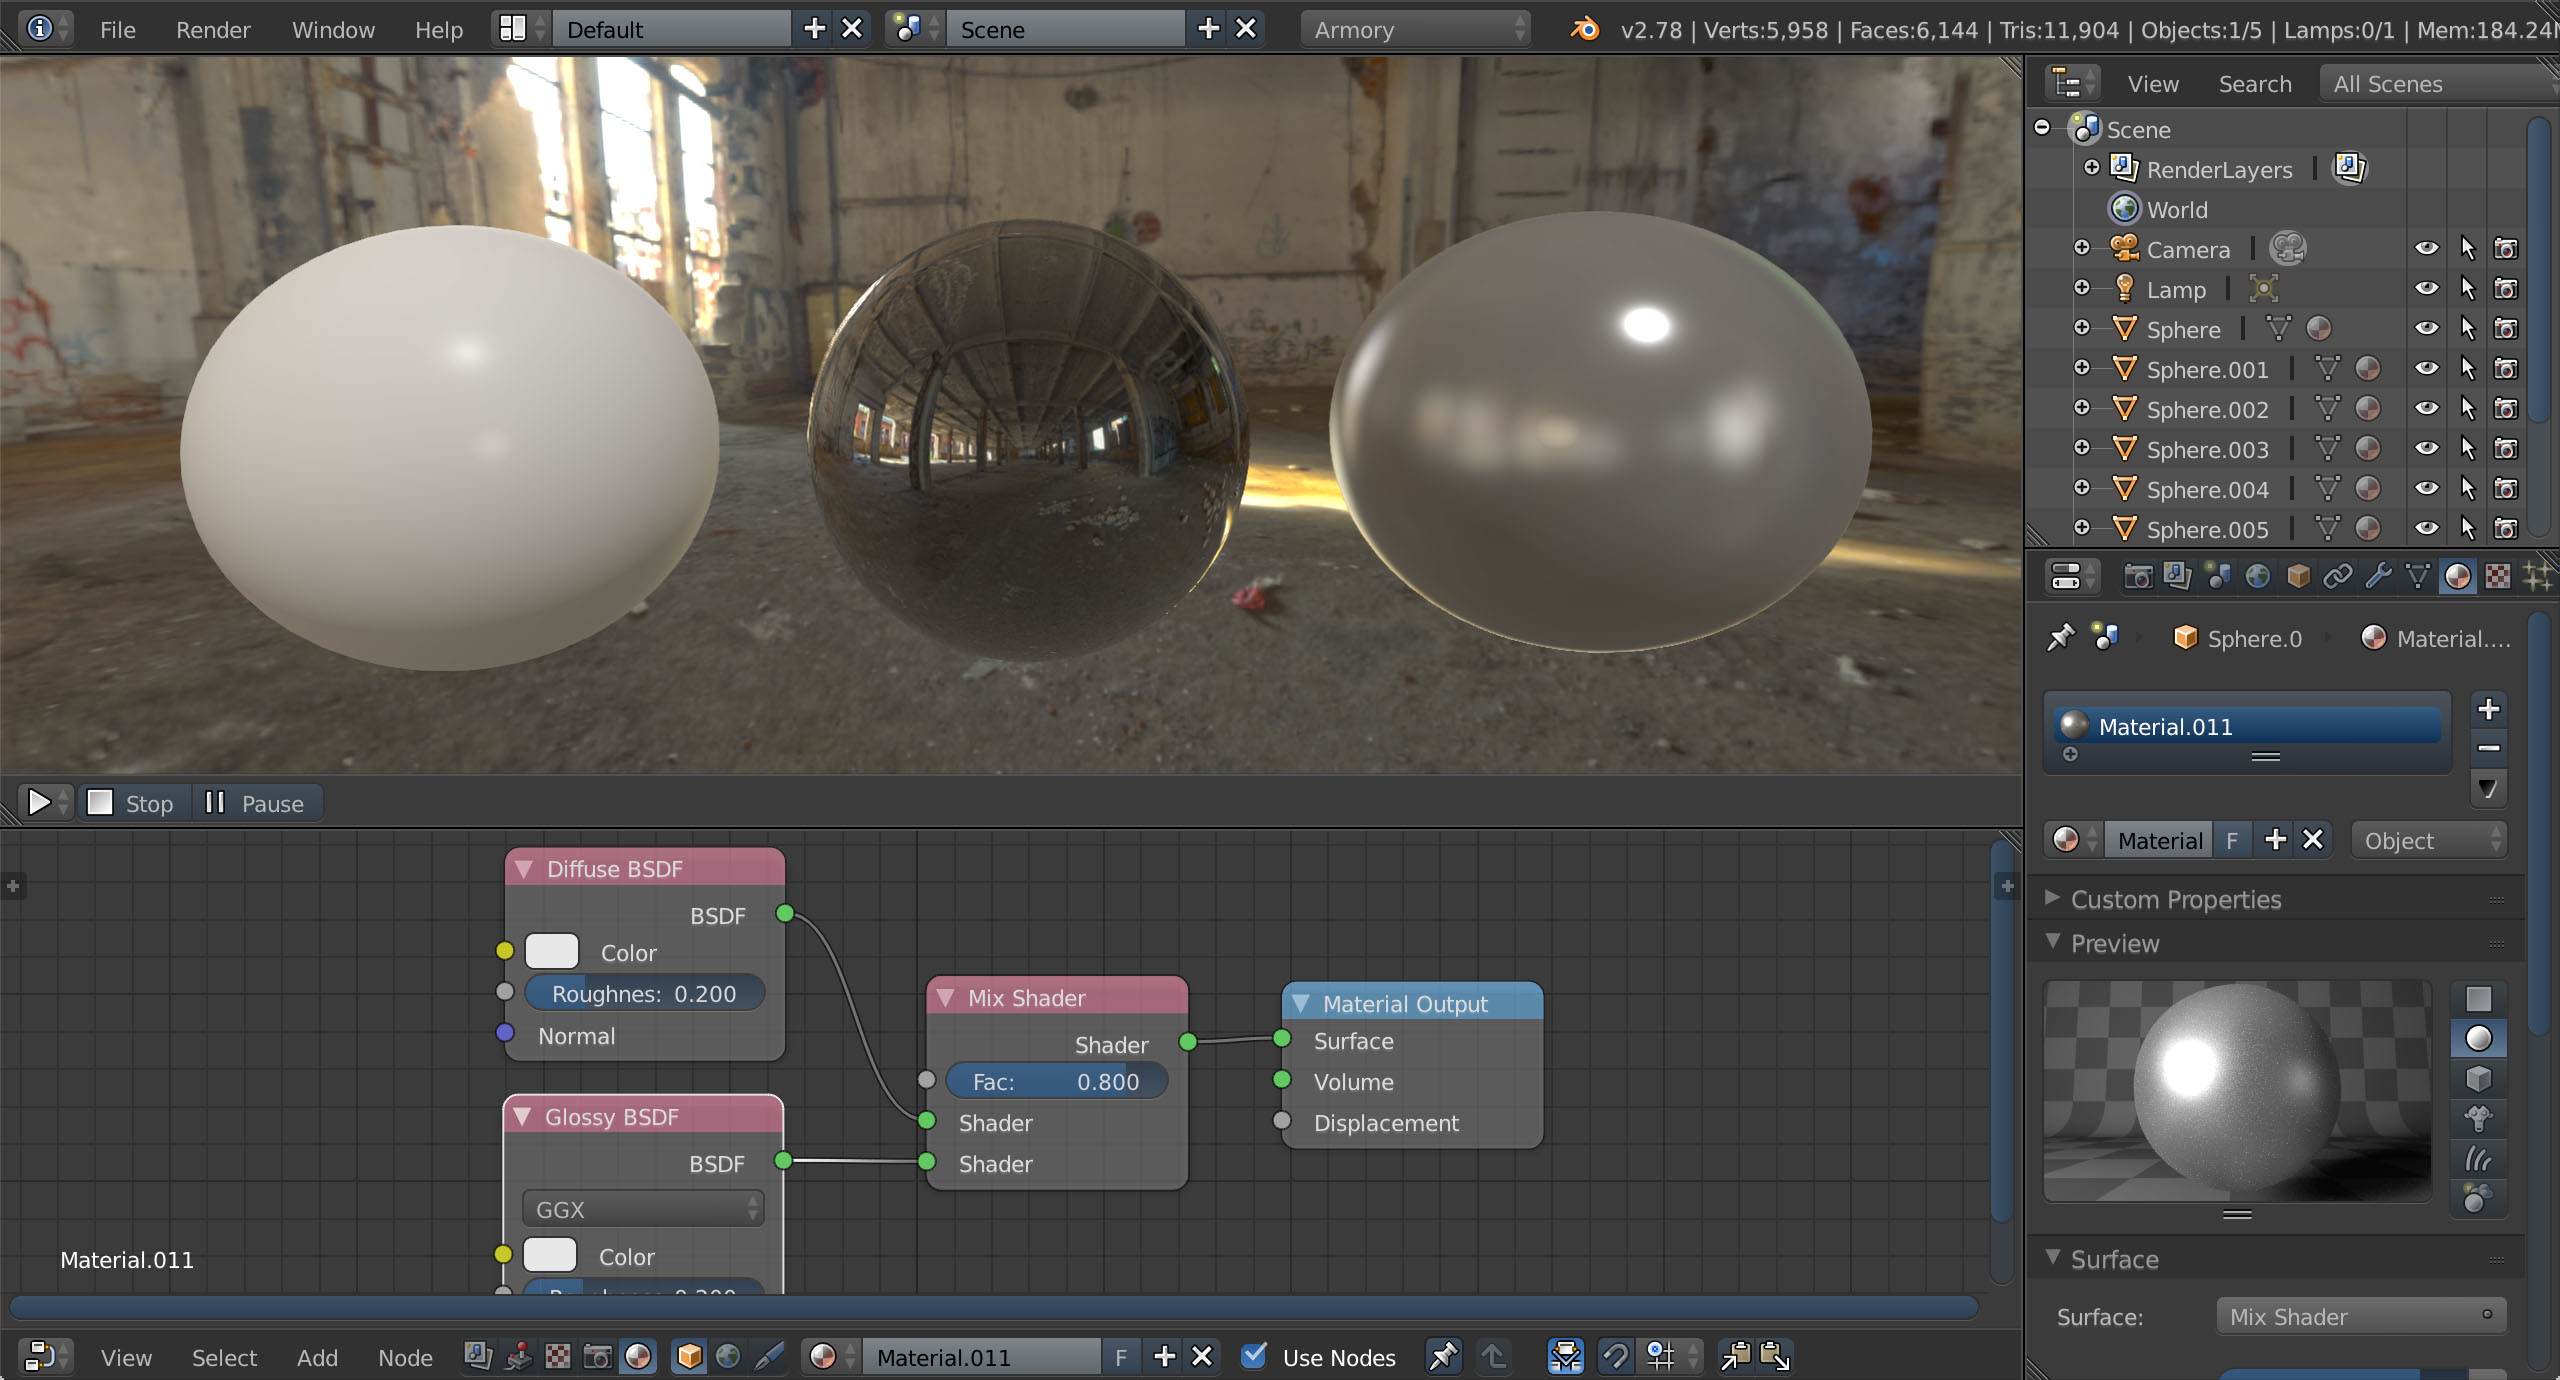 File Render Window Help Default Scene Armory v2.78 | Verts:5,958 | Faces:6,144 | Tris:11,904 | Objects:1/5 | Lamps:0/1 | Mem:184.24
View Search All Scenes
Scene
RenderLayers
World
Camera
Lamp
Sphere
Sphere.001
Sphere.002
Sphere.003
Sphere.004
Sphere.005
Sphere.0 Material....
Material.011
Material F Object
Custom Properties
Preview
Surface
Surface: Mix Shader
Stop Pause
Diffuse BSDF
BSDF
Color
Roughnes: 0.200
Normal
Glossy BSDF
BSDF
GGX
Color
Mix Shader
Shader
Fac: 0.800
Shader
Shader
Material Output
Surface
Volume
Displacement
Material.011
View Select Add Node Material.011 F Use Nodes